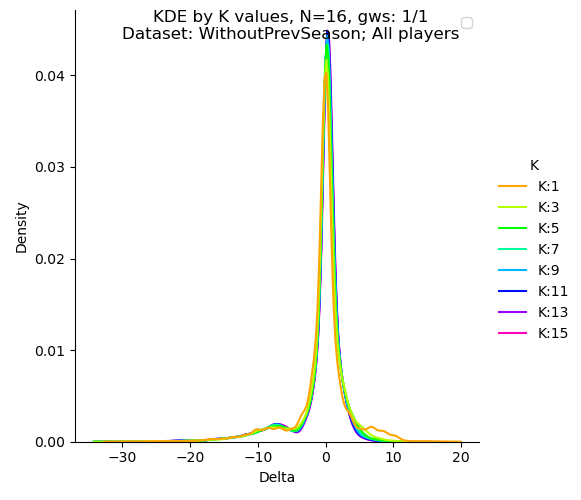 KDE by K values, N=16, gws: 1/1
Dataset: WithoutPrevSeason; All players
Density
0.04
0.03
0.02
0.01
0.00
−30
−20
−10
0
10
20
Delta
K
K:1
K:3
K:5
K:7
K:9
K:11
K:13
K:15